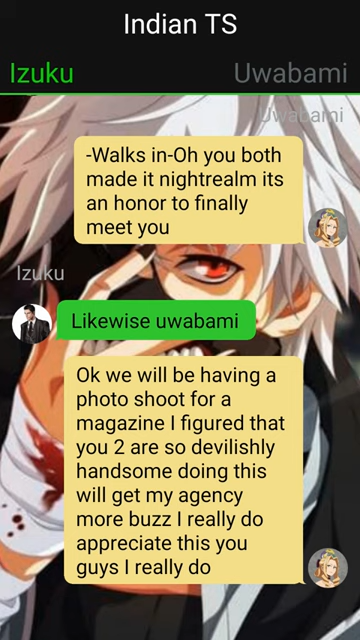 Indian TS
Izuku
Uwabami
Uwabami
-Walks in-Oh you both
made it nightrealm its
an honor to finally
meet you
Izuku
Likewise uwabami
Ok we will be having a
photo shoot for a
magazine I figured that
you 2 are so devilishly
handsome doing this
will get my agency
more buzz I really do
appreciate this you
guys I really do